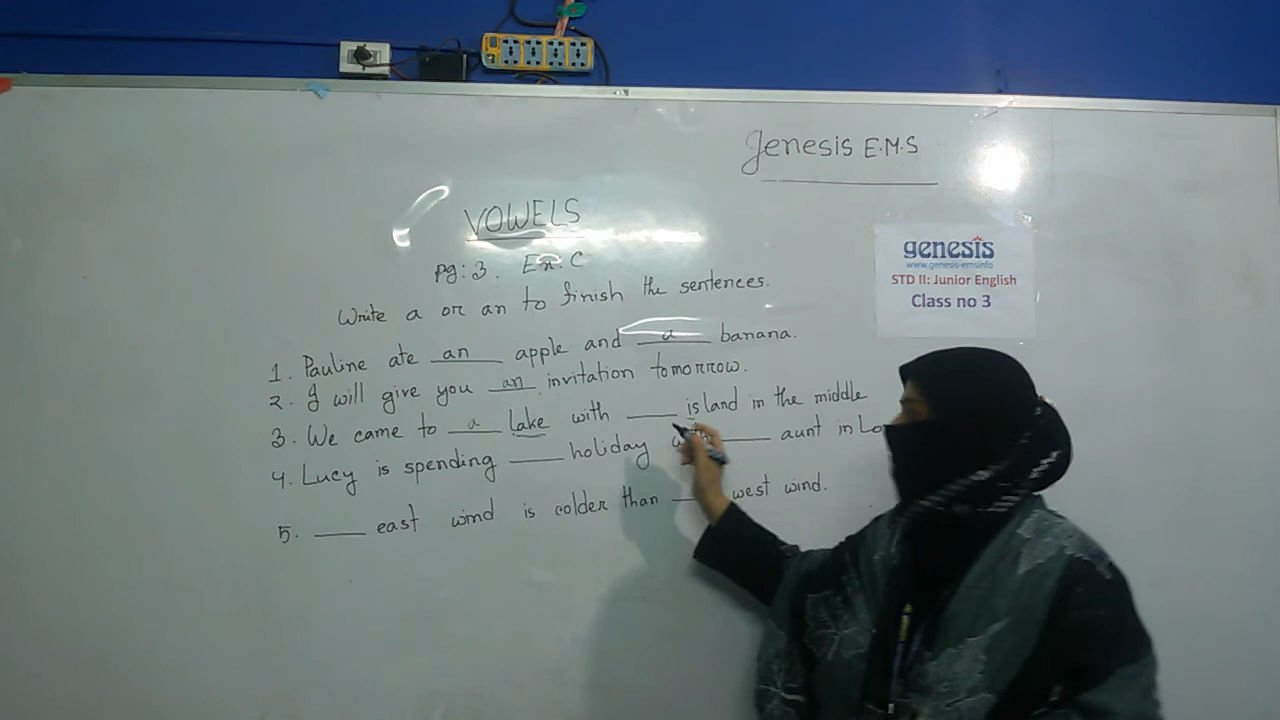 Genesis E.M.S
VOWELS
pg: 3. Ex: C
Write a or an to finish the sentences.
1. Pauline ate an apple and a banana.
2. I will give you an invitation tomorrow.
3. We came to a lake with ___ island in the middle
4. Lucy is spending ___ holiday ___ aunt in Lo
5. ___ east wind is colder than ___ west wind.
genesis
www.genesis-emsinfo
STD II: Junior English
Class no 3